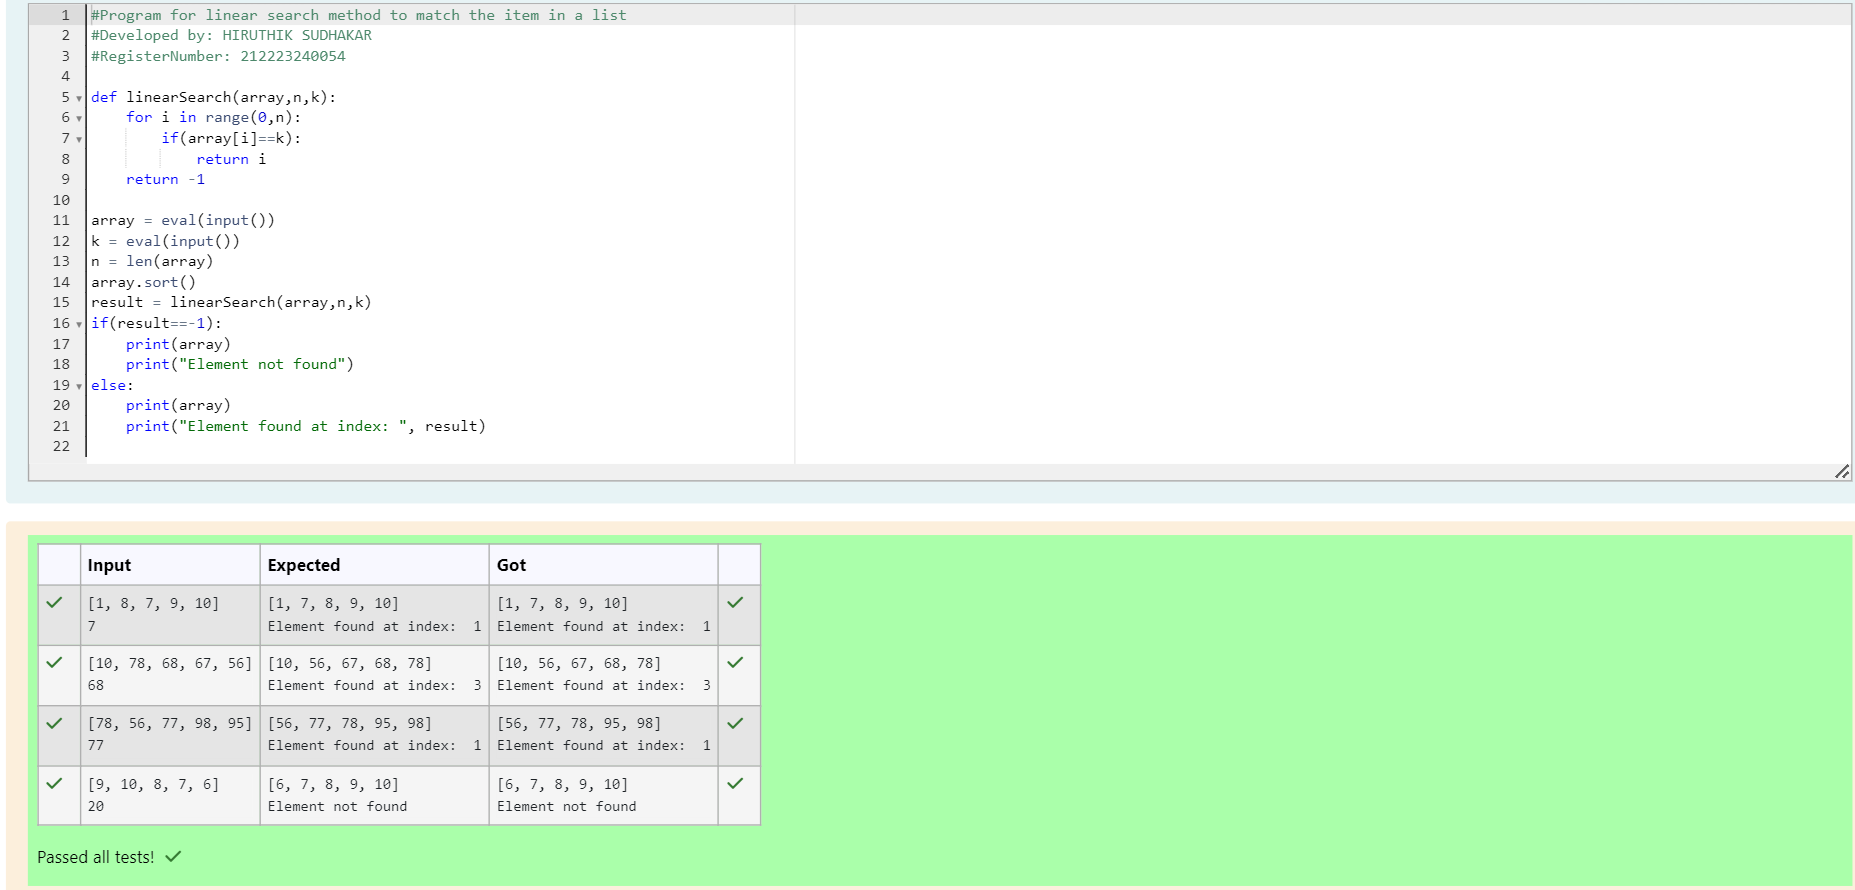 1 #Program for linear search method to match the item in a list
2 #Developed by: HIRUTHIK SUDHAKAR
3 #RegisterNumber: 212223240054
4
5 def linearSearch(array,n,k):
6     for i in range(0,n):
7         if(array[i]==k):
8             return i
9     return -1
10
11 array = eval(input())
12 k = eval(input())
13 n = len(array)
14 array.sort()
15 result = linearSearch(array,n,k)
16 if(result==-1):
17     print(array)
18     print("Element not found")
19 else:
20     print(array)
21     print("Element found at index: ", result)
22
Input Expected Got
[1, 8, 7, 9, 10] [1, 7, 8, 9, 10] [1, 7, 8, 9, 10]
7 Element found at index:  1 Element found at index:  1
[10, 78, 68, 67, 56] [10, 56, 67, 68, 78] [10, 56, 67, 68, 78]
68 Element found at index:  3 Element found at index:  3
[78, 56, 77, 98, 95] [56, 77, 78, 95, 98] [56, 77, 78, 95, 98]
77 Element found at index:  1 Element found at index:  1
[9, 10, 8, 7, 6] [6, 7, 8, 9, 10] [6, 7, 8, 9, 10]
20 Element not found Element not found
Passed all tests!